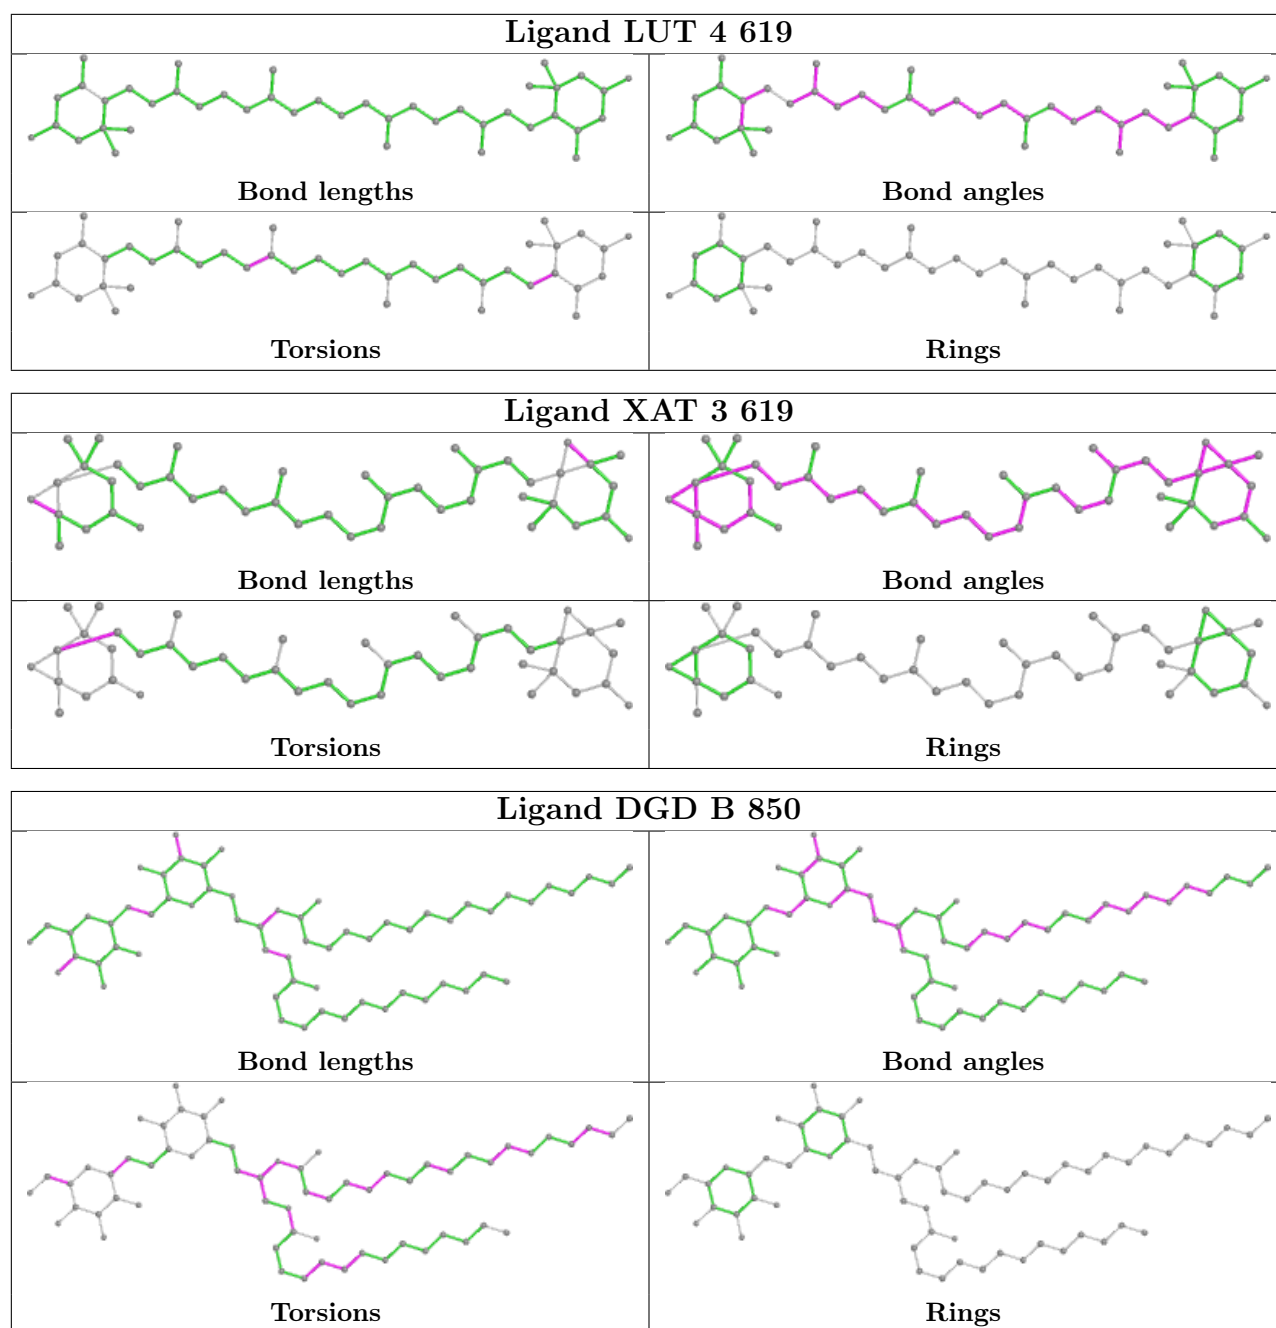 Ligand LUT 4 619
Bond lengths
Bond angles
Torsions
Rings
Ligand XAT 3 619
Bond lengths
Bond angles
Torsions
Rings
Ligand DGD B 850
Bond lengths
Bond angles
Torsions
Rings